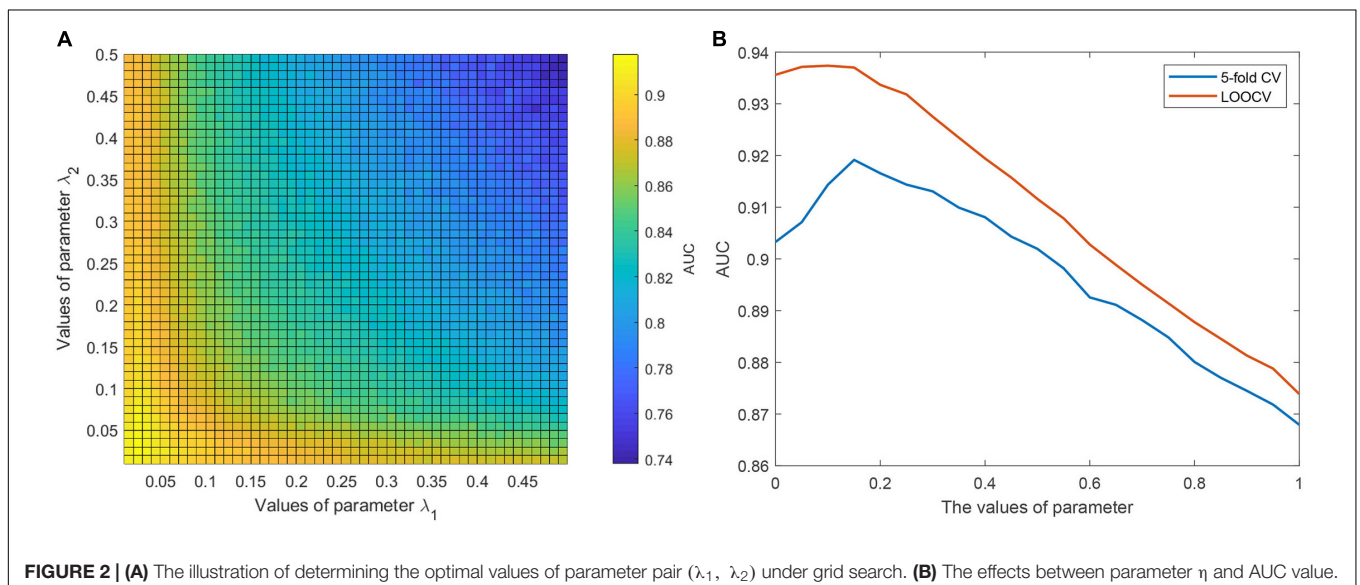 A
0.5
0.45
0.4
0.35
0.3
0.25
0.2
0.15
0.1
0.05
Values of parameter λ2
0.05 0.1 0.15 0.2 0.25 0.3 0.35 0.4 0.45
Values of parameter λ1
0.9
0.88
0.86
0.84
0.82
0.8
0.78
0.76
0.74
AUC
B
0.94
0.93
0.92
0.91
0.9
0.89
0.88
0.87
0.86
AUC
5-fold CV
LOOCV
0 0.2 0.4 0.6 0.8 1
The values of parameter
FIGURE 2 | (A) The illustration of determining the optimal values of parameter pair (λ1, λ2) under grid search. (B) The effects between parameter η and AUC value.